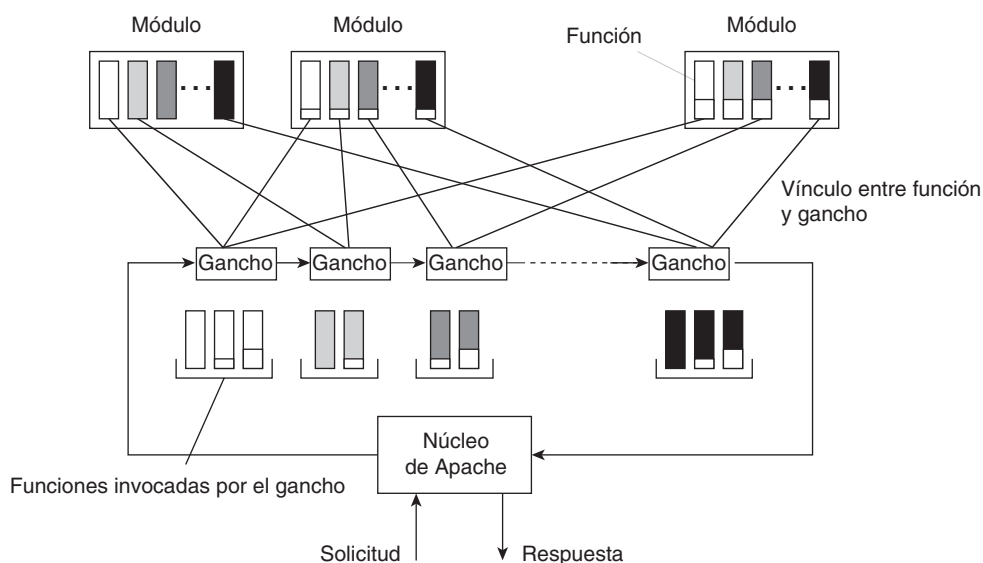 Módulo
Módulo
Función
Módulo
Vínculo entre función
y gancho
Gancho
Gancho
Gancho
Gancho
Núcleo
de Apache
Funciones invocadas por el gancho
Solicitud
Respuesta